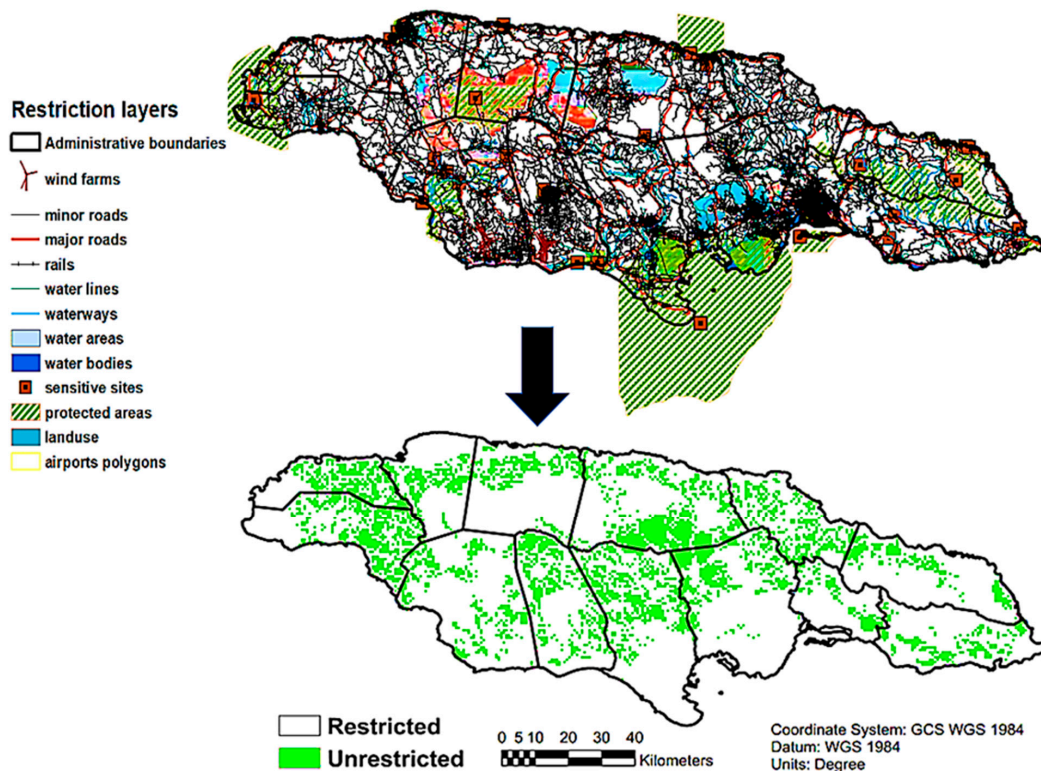 Restriction layers
Administrative boundaries
wind farms
minor roads
major roads
rails
water lines
waterways
water areas
water bodies
sensitive sites
protected areas
landuse
airports polygons
Restricted
Unrestricted
0 5 10 20 30 40
Kilometers
Coordinate System: GCS WGS 1984
Datum: WGS 1984
Units: Degree